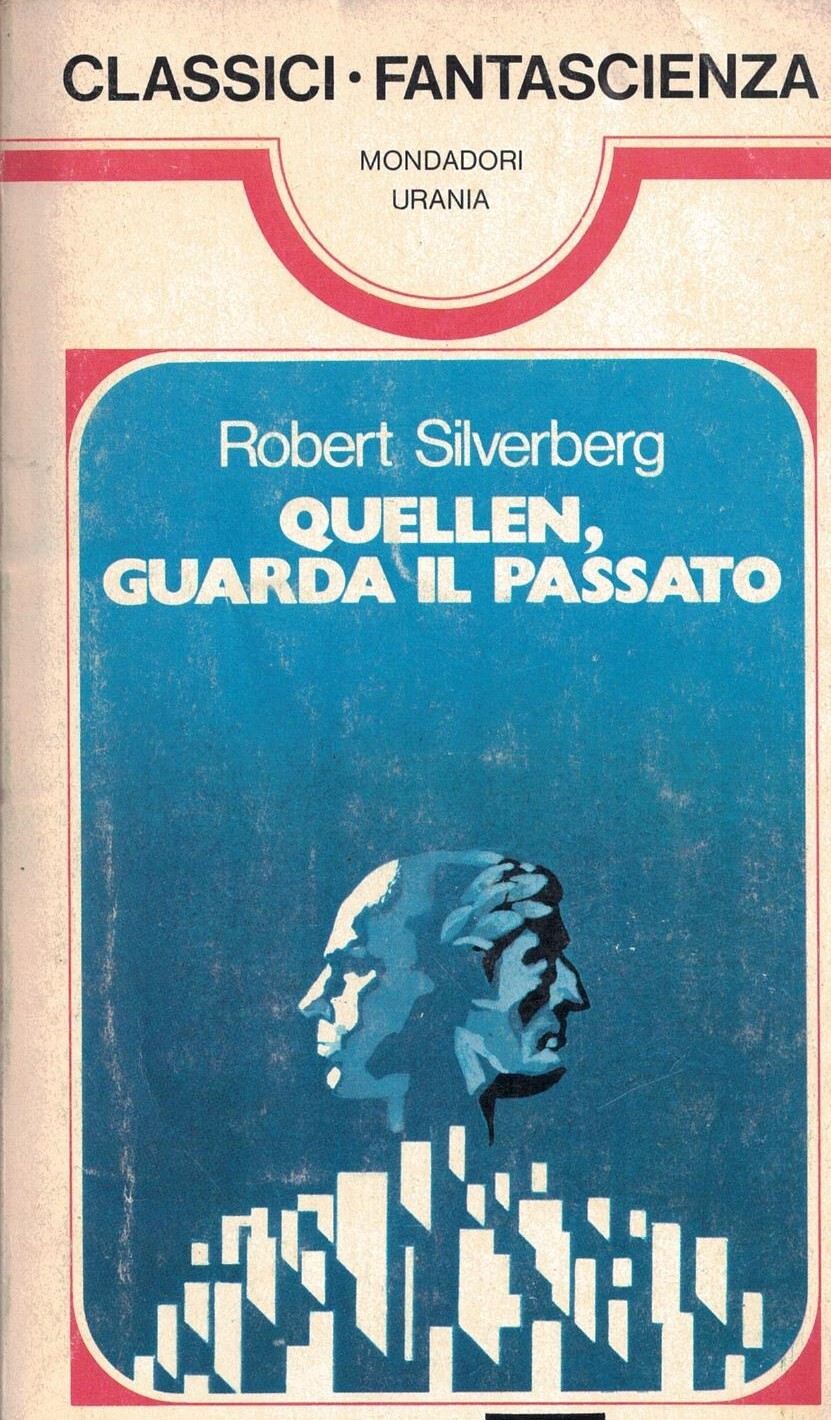 CLASSICI • FANTASCIENZA
MONDADORI
URANIA
Robert Silverberg
QUELLEN,
GUARDA IL PASSATO